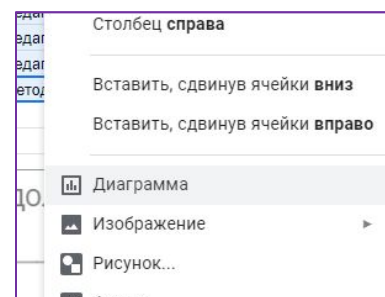 Столбец справа
Вставить, сдвинув ячейки вниз
Вставить, сдвинув ячейки вправо
Диаграмма
Изображение
Рисунок...